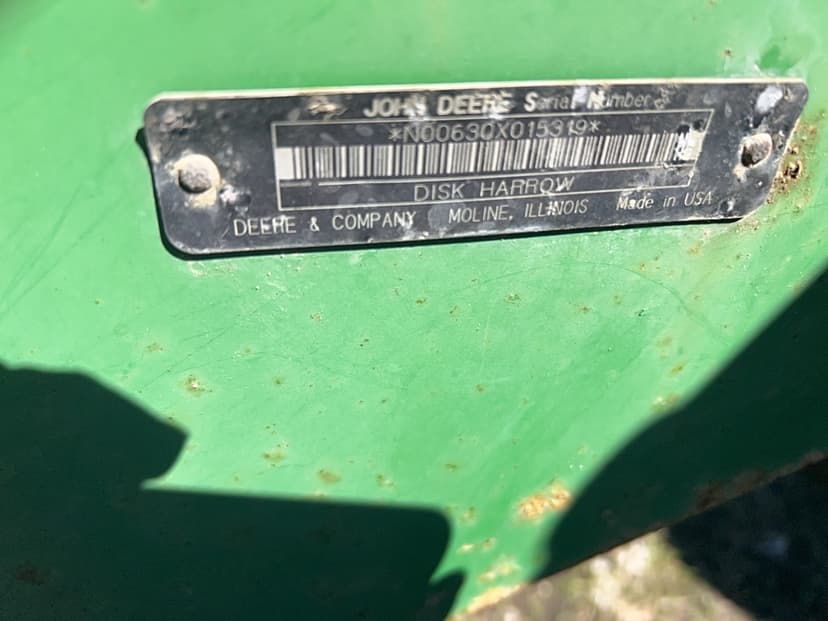 JOHN DEERE Serial Number
*N00630X015319*
DISK HARROW
DEERE & COMPANY MOLINE, ILLINOIS Made in USA